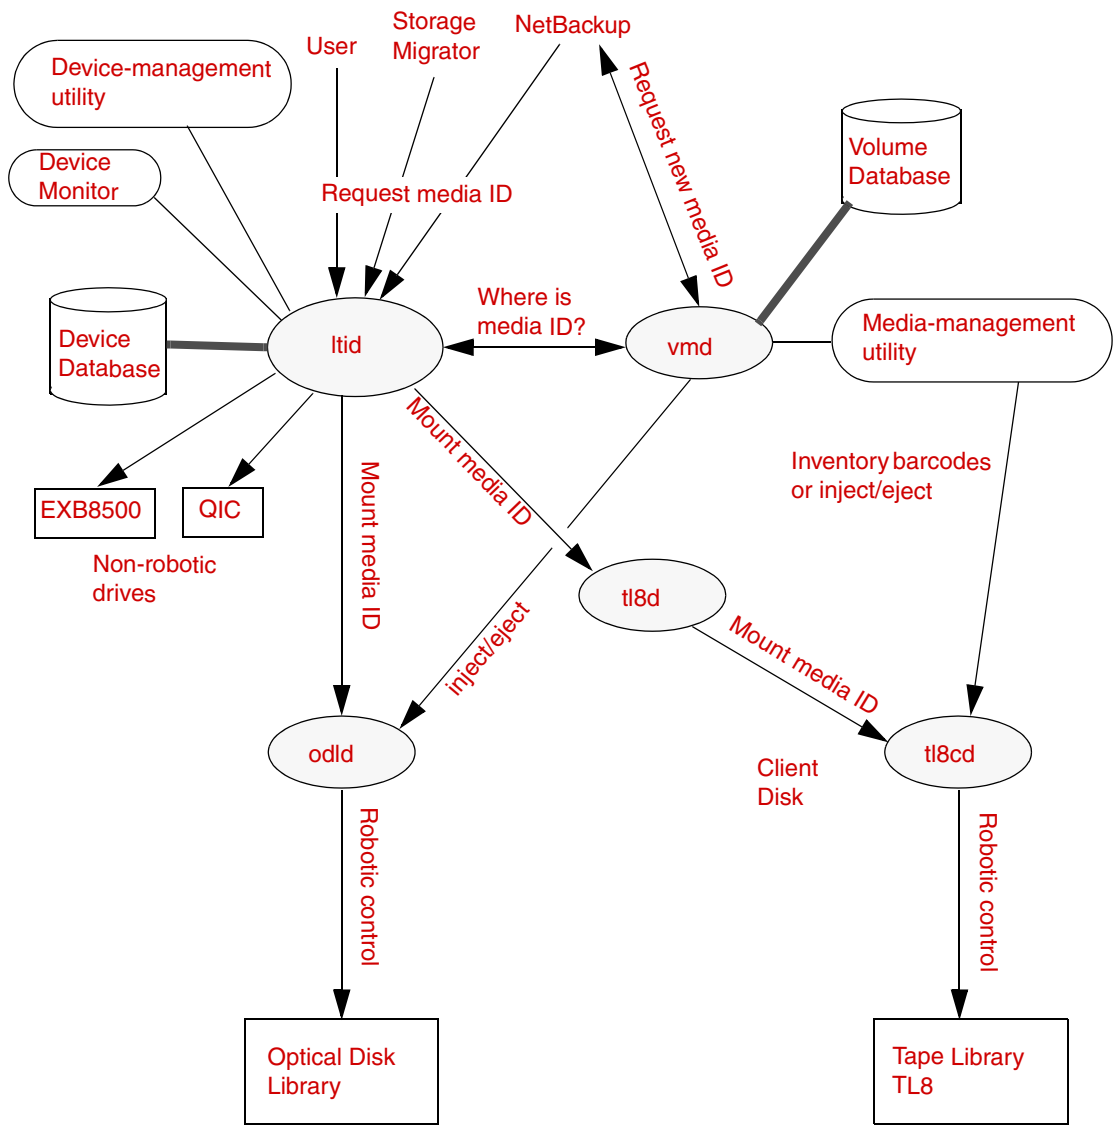 Storage
Migrator
NetBackup
User
Device-management
utility
Request new media ID
Volume
Database
Device
Monitor
Request media ID
Where is
media ID?
Media-management
utility
Device
Database
ltid
vmd
Mount media ID
Inventory barcodes
or inject/eject
EXB8500
QIC
Mount media ID
Non-robotic
drives
tl8d
inject/eject
Mount media ID
odld
tl8cd
Client
Disk
Robotic control
Robotic control
Optical Disk
Library
Tape Library
TL8